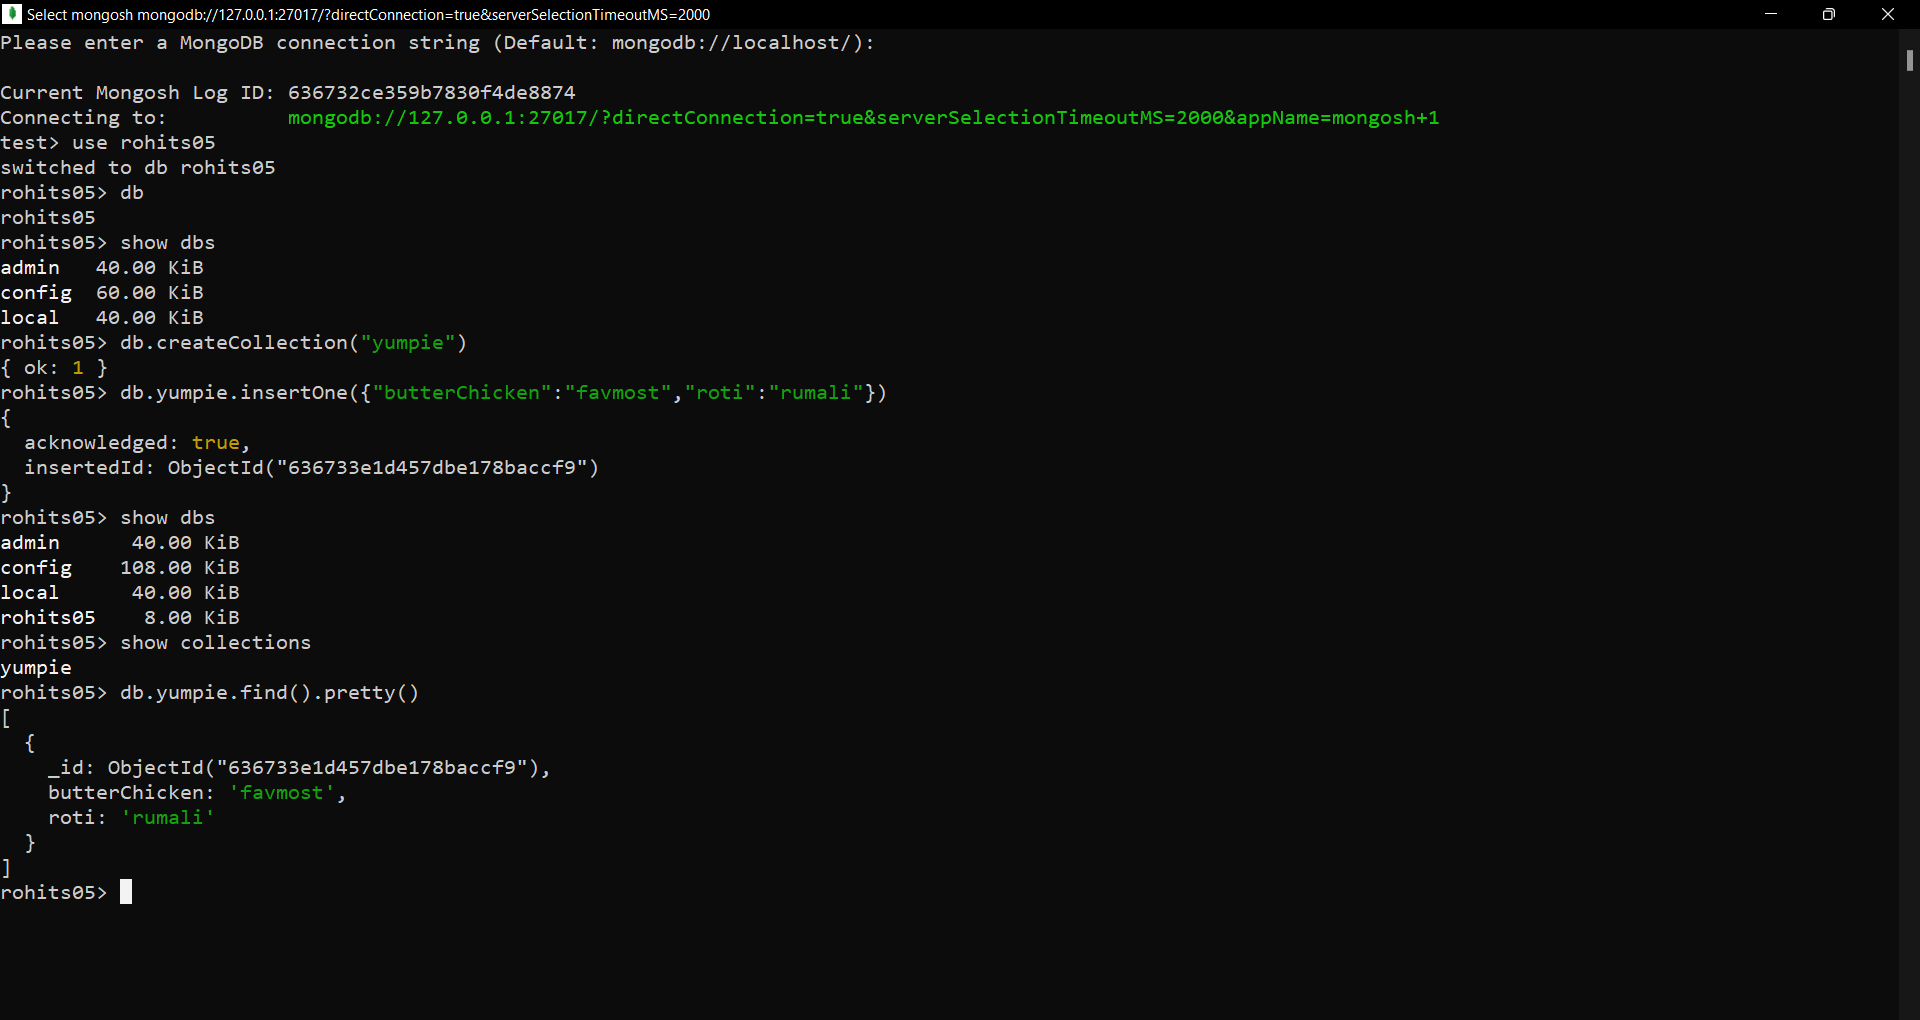 Select mongosh mongodb://127.0.0.1:27017/?directConnection=true&serverSelectionTimeoutMS=2000
Please enter a MongoDB connection string (Default: mongodb://localhost/):
Current Mongosh Log ID: 636732ce359b7830f4de8874
Connecting to:          mongodb://127.0.0.1:27017/?directConnection=true&serverSelectionTimeoutMS=2000&appName=mongosh+1
test> use rohits05
switched to db rohits05
rohits05> db
rohits05
rohits05> show dbs
admin   40.00 KiB
config  60.00 KiB
local   40.00 KiB
rohits05> db.createCollection("yumpie")
{ ok: 1 }
rohits05> db.yumpie.insertOne({"butterChicken":"favmost","roti":"rumali"})
{
  acknowledged: true,
  insertedId: ObjectId("636733e1d457dbe178baccf9")
}
rohits05> show dbs
admin      40.00 KiB
config    108.00 KiB
local      40.00 KiB
rohits05    8.00 KiB
rohits05> show collections
yumpie
rohits05> db.yumpie.find().pretty()
[
  {
    _id: ObjectId("636733e1d457dbe178baccf9"),
    butterChicken: 'favmost',
    roti: 'rumali'
  }
]
rohits05>